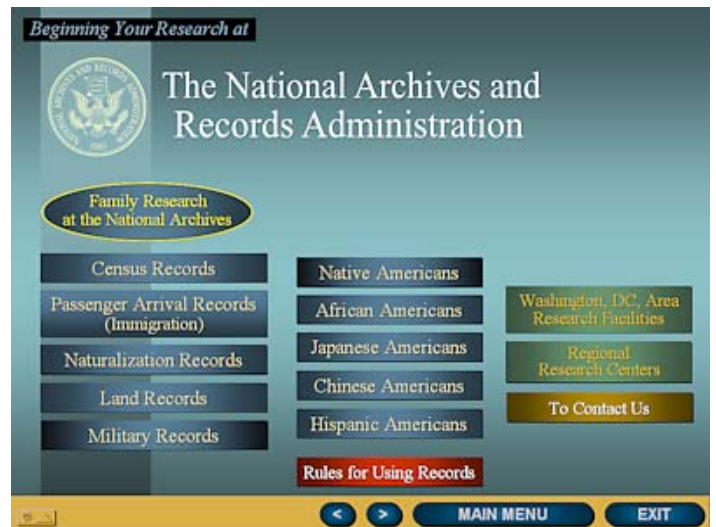 Beginning Your Research at
The National Archives and
Records Administration
Family Research
at the National Archives
Census Records
Passenger Arrival Records
(Immigration)
Naturalization Records
Land Records
Military Records
Native Americans
African Americans
Japanese Americans
Chinese Americans
Hispanic Americans
Rules for Using Records
Washington, DC, Area
Research Facilities
Regional
Research Centers
To Contact Us
< > MAIN MENU EXIT